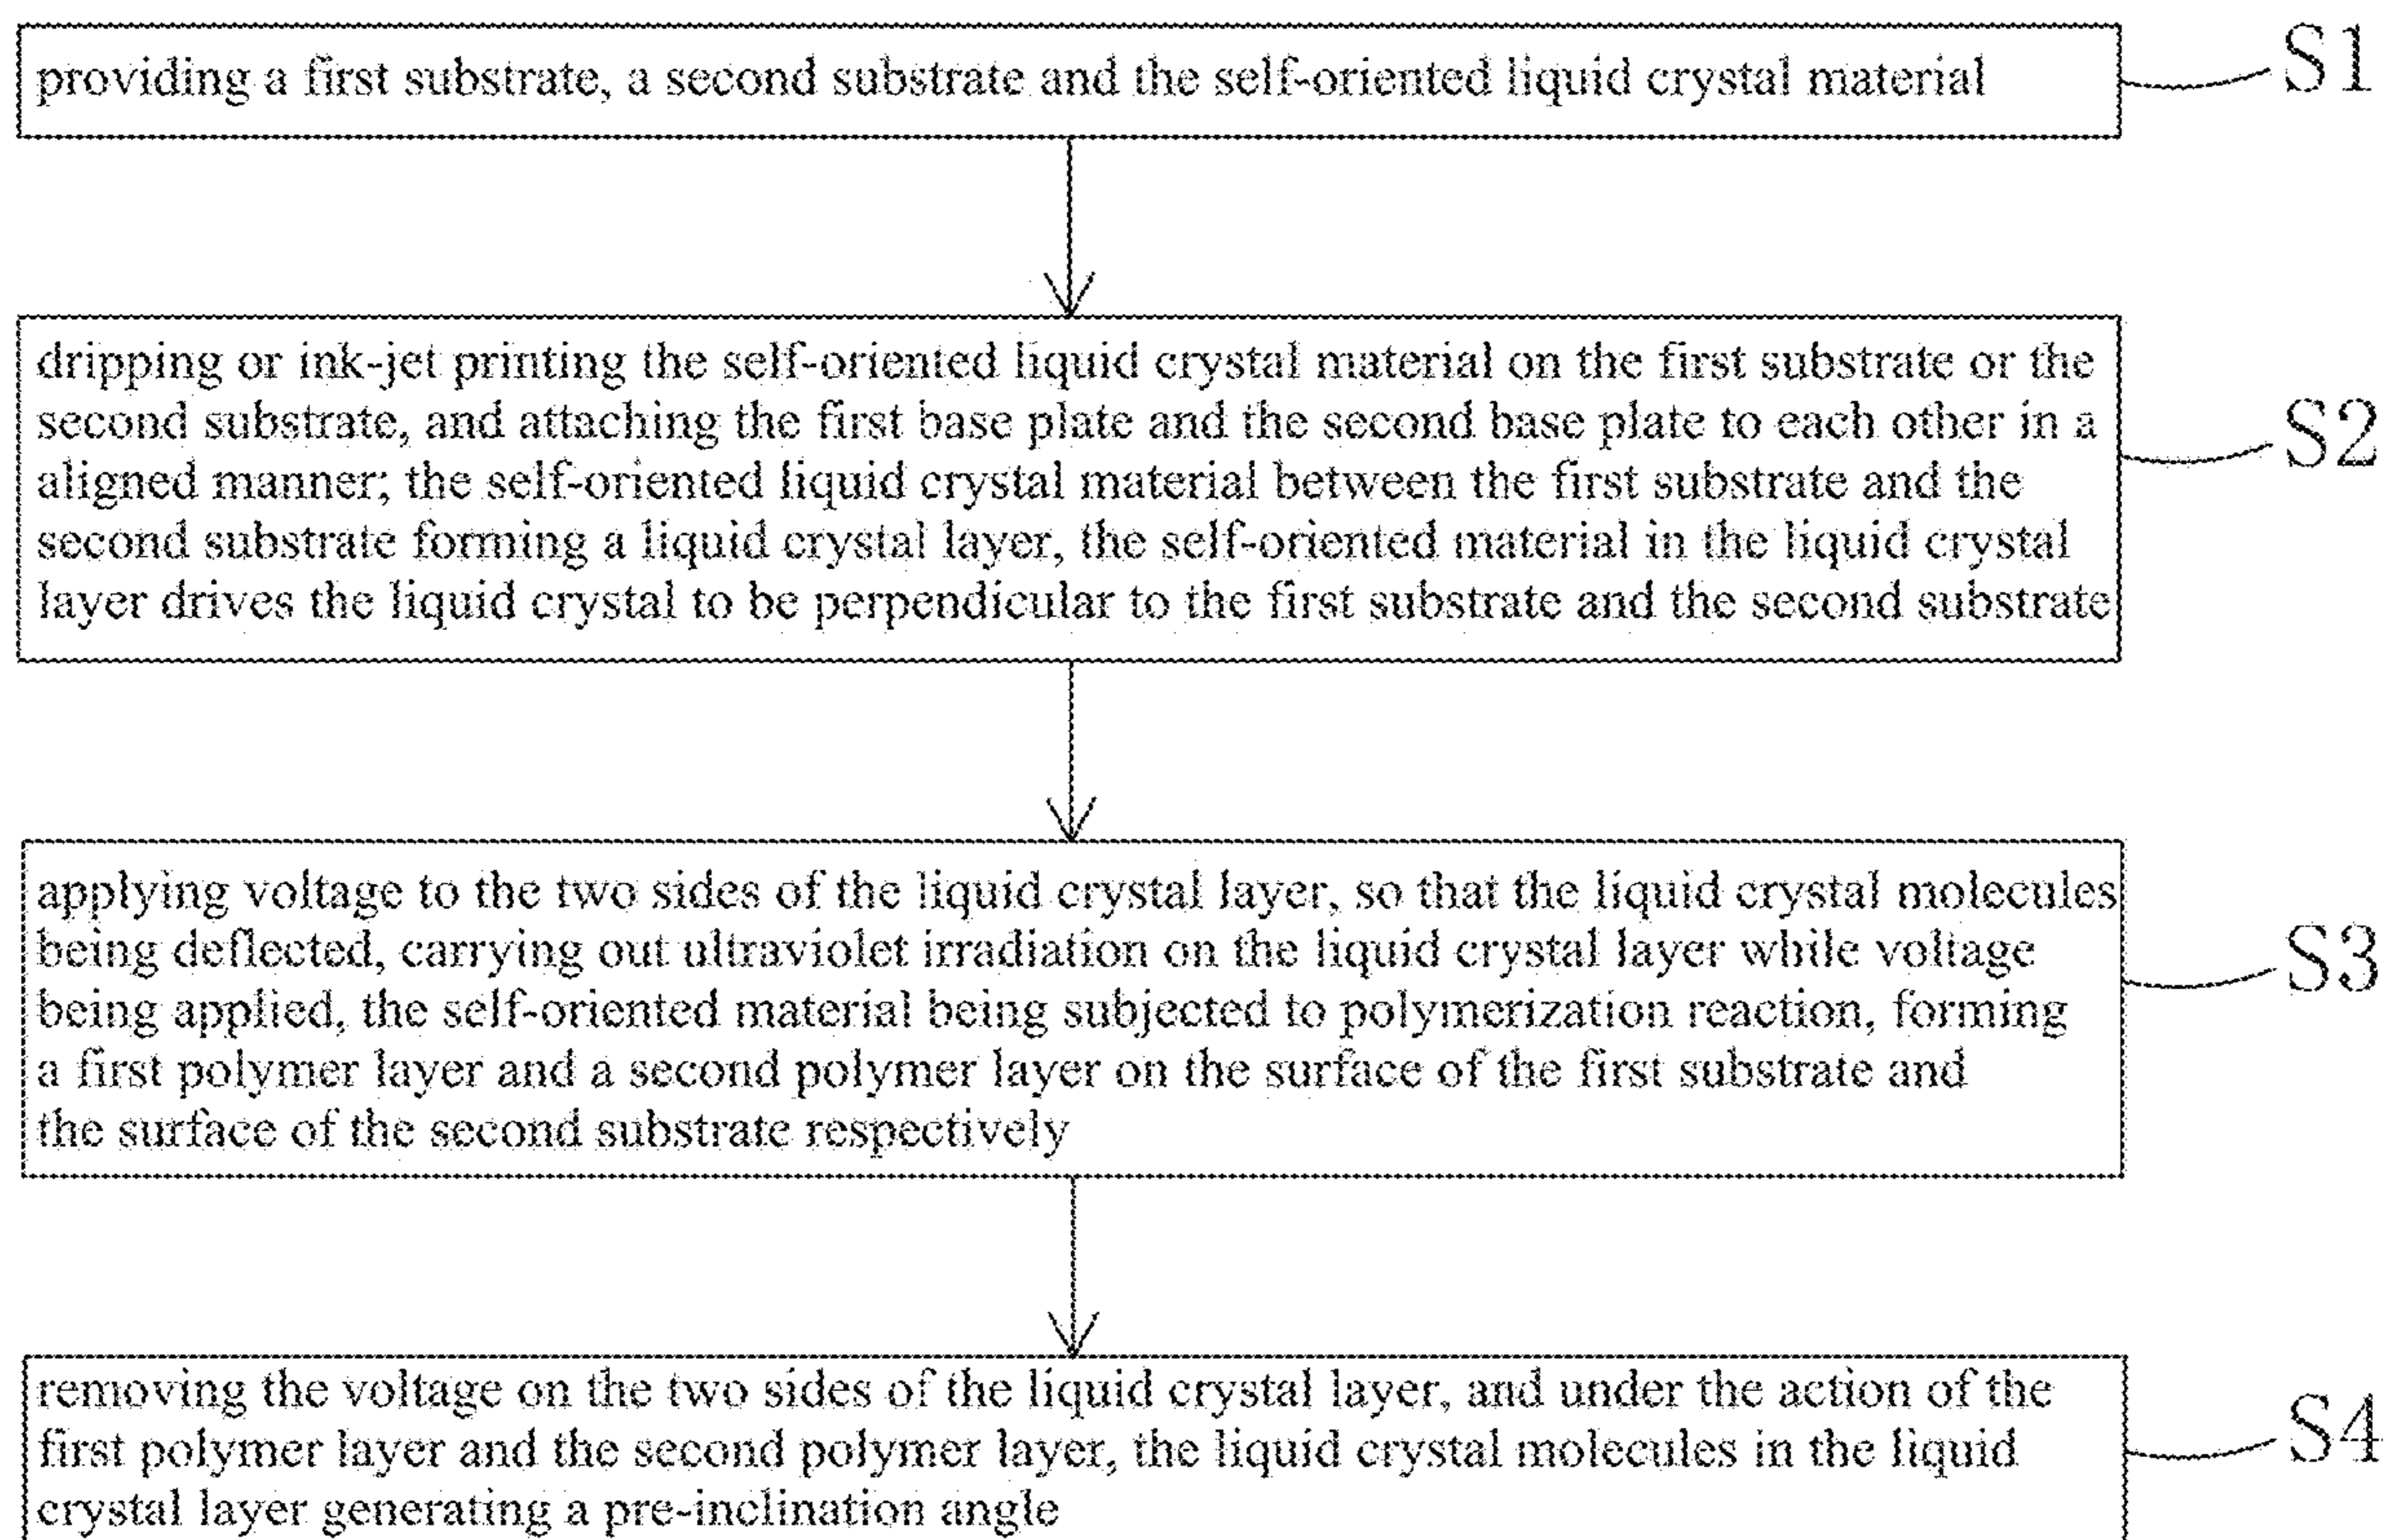 providing a first substrate, a second substrate and the self-oriented liquid crystal material
S1
dripping or ink-jet printing the self-oriented liquid crystal material on the first substrate or the
second substrate, and attaching the first base plate and the second base plate to each other in a
aligned manner; the self-oriented liquid crystal material between the first substrate and the
second substrate forming a liquid crystal layer, the self-oriented material in the liquid crystal
layer drives the liquid crystal to be perpendicular to the first substrate and the second substrate
S2
applying voltage to the two sides of the liquid crystal layer, so that the liquid crystal molecules
being deflected, carrying out ultraviolet irradiation on the liquid crystal layer while voltage
being applied, the self-oriented material being subjected to polymerization reaction, forming
a first polymer layer and a second polymer layer on the surface of the first substrate and
the surface of the second substrate respectively
S3
removing the voltage on the two sides of the liquid crystal layer, and under the action of the
first polymer layer and the second polymer layer, the liquid crystal molecules in the liquid
crystal layer generating a pre-inclination angle
S4